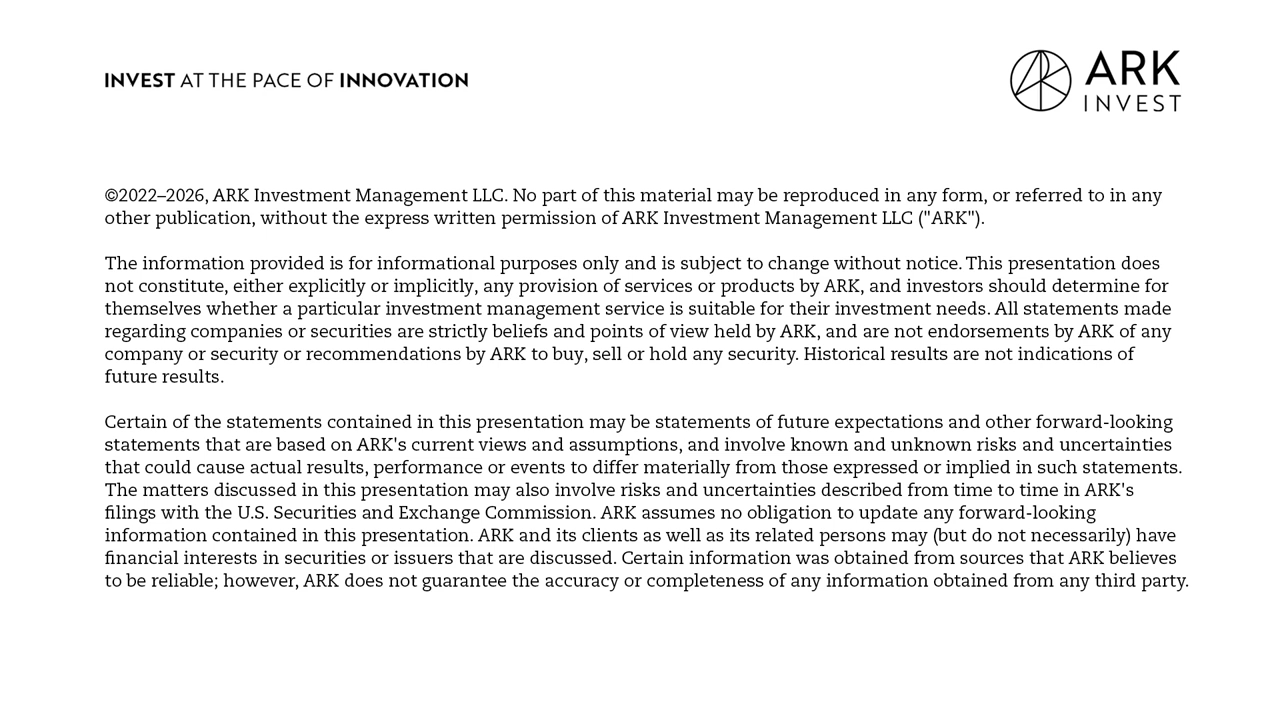 INVEST AT THE PACE OF INNOVATION
ARK
INVEST
©2022–2026, ARK Investment Management LLC. No part of this material may be reproduced in any form, or referred to in any
other publication, without the express written permission of ARK Investment Management LLC ("ARK").
The information provided is for informational purposes only and is subject to change without notice. This presentation does
not constitute, either explicitly or implicitly, any provision of services or products by ARK, and investors should determine for
themselves whether a particular investment management service is suitable for their investment needs. All statements made
regarding companies or securities are strictly beliefs and points of view held by ARK, and are not endorsements by ARK of any
company or security or recommendations by ARK to buy, sell or hold any security. Historical results are not indications of
future results.
Certain of the statements contained in this presentation may be statements of future expectations and other forward-looking
statements that are based on ARK's current views and assumptions, and involve known and unknown risks and uncertainties
that could cause actual results, performance or events to differ materially from those expressed or implied in such statements.
The matters discussed in this presentation may also involve risks and uncertainties described from time to time in ARK's
filings with the U.S. Securities and Exchange Commission. ARK assumes no obligation to update any forward-looking
information contained in this presentation. ARK and its clients as well as its related persons may (but do not necessarily) have
financial interests in securities or issuers that are discussed. Certain information was obtained from sources that ARK believes
to be reliable; however, ARK does not guarantee the accuracy or completeness of any information obtained from any third party.